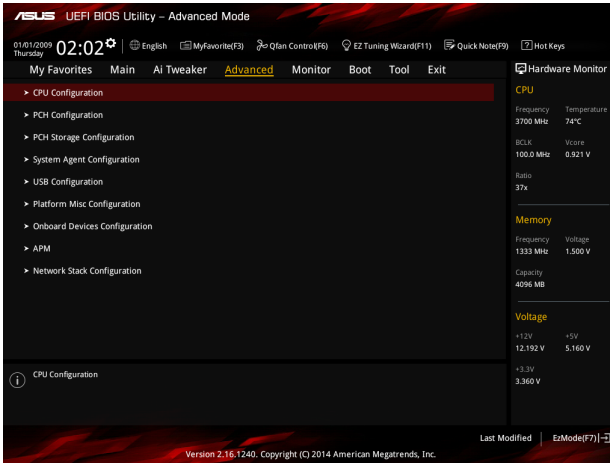 ASUS UEFI BIOS Utility – Advanced Mode
01/01/2009 Thursday 02:02 English MyFavorite(F3) Qfan Control(F6) EZ Tuning Wizard(F11) Quick Note(F9) ? Hot Keys
My Favorites Main Ai Tweaker Advanced Monitor Boot Tool Exit
Hardware Monitor
> CPU Configuration
> PCH Configuration
> PCH Storage Configuration
> System Agent Configuration
> USB Configuration
> Platform Misc Configuration
> Onboard Devices Configuration
> APM
> Network Stack Configuration
CPU
Frequency Temperature
3700 MHz 74°C
BCLK Vcore
100.0 MHz 0.921 V
Ratio
37x
Memory
Frequency Voltage
1333 MHz 1.500 V
Capacity
4096 MB
Voltage
+12V +5V
12.192 V 5.160 V
+3.3V
3.360 V
i CPU Configuration
Last Modified EzMode(F7)
Version 2.16.1240. Copyright (C) 2014 American Megatrends, Inc.